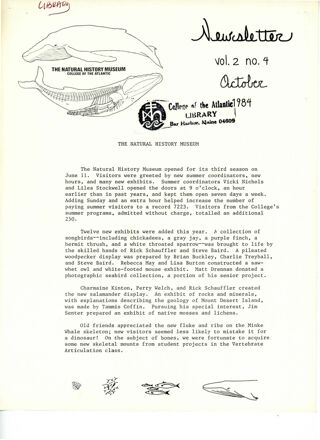 LIBRARY
Newsletter
vol. 2 no. 4
October
1984
THE NATURAL HISTORY MUSEUM
COLLEGE OF THE ATLANTIC
College of the Atlantic
LIBRARY
Bar Harbor, Maine 04609
THE NATURAL HISTORY MUSEUM
The Natural History Museum opened for its third season on
June 11. Visitors were greeted by new summer coordinators, new
hours, and many new exhibits. Summer coordinators Vicki Nichols
and Lilea Stockwell opened the doors at 9 o'clock, an hour
earlier than in past years, and kept them open seven days a week.
Adding Sunday and an extra hour helped increase the number of
paying summer visitors to a record 7223. Visitors from the College's
summer programs, admitted without charge, totalled an additional
250.
Twelve new exhibits were added this year. A collection of
songbirds--including chickadees, a gray jay, a purple finch, a
hermit thrush, and a white throated sparrow--was brought to life by
the skilled hands of Rick Schauffler and Steve Baird. A pileated
woodpecker display was prepared by Brian Buckley, Charlie Treyball,
and Steve Baird. Rebecca May and Lisa Burton constructed a saw-
whet owl and white-footed mouse exhibit. Matt Drennan donated a
photographic seabird collection, a portion of his senior project.
Charmaine Kinton, Perry Welch, and Rick Schauffler created
the new salamander display. An exhibit of rocks and minerals,
with explanations describing the geology of Mount Desert Island,
was made by Tammis Coffin. Pursuing his special interest, Jim
Senter prepared an exhibit of native mosses and lichens.
Old friends appreciated the new fluke and ribs on the Minke
Whale skeleton; new visitors seemed less likely to mistake it for
a dinosaur! On the subject of bones, we were fortunate to acquire
some new skeletal mounts from student projects in the Vertebrate
Articulation class.